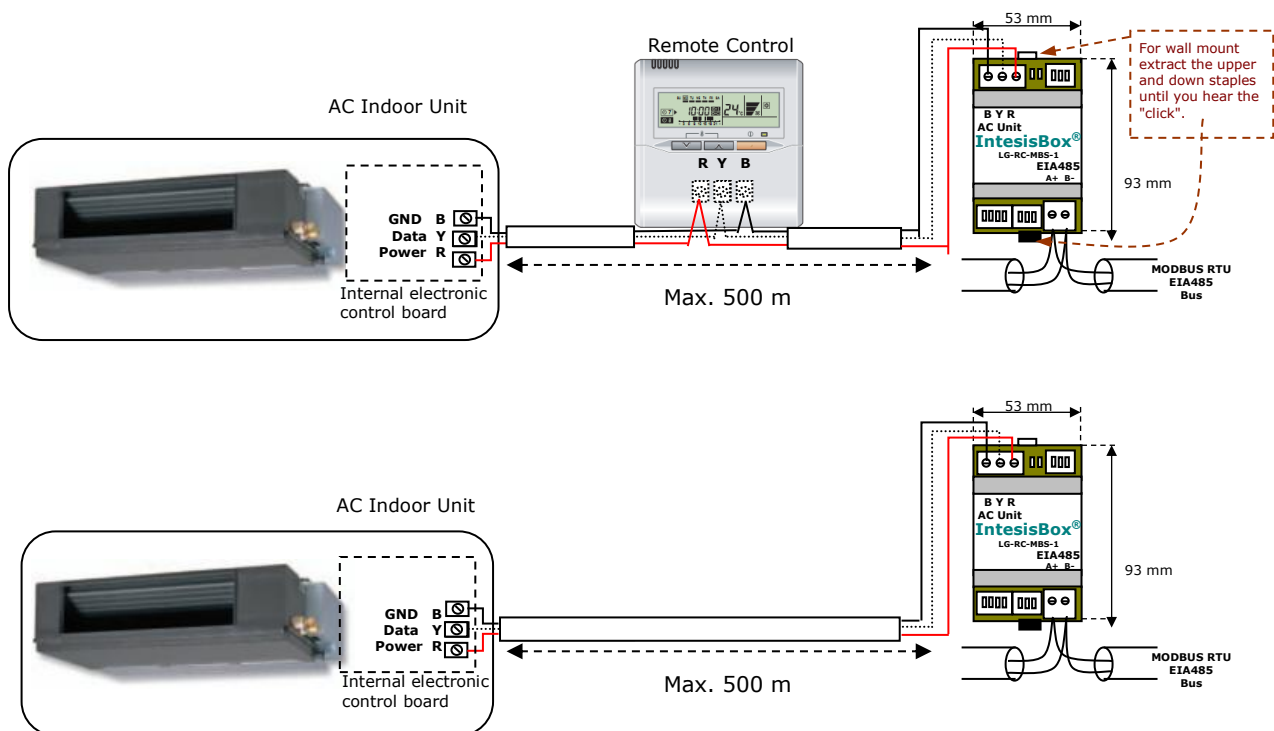 53 mm
Remote Control
For wall mount
extract the upper
and down staples
until you hear the
"click".
AC Indoor Unit
10:00
24
R Y B
B Y R
AC Unit
IntesisBox®
LG-RC-MBS-1
EIA485
A+ B-
93 mm
GND B
Data Y
Power R
Internal electronic
control board
Max. 500 m
MODBUS RTU
EIA485
Bus
53 mm
AC Indoor Unit
B Y R
AC Unit
IntesisBox®
LG-RC-MBS-1
EIA485
A+ B-
93 mm
GND B
Data Y
Power R
Internal electronic
control board
Max. 500 m
MODBUS RTU
EIA485
Bus